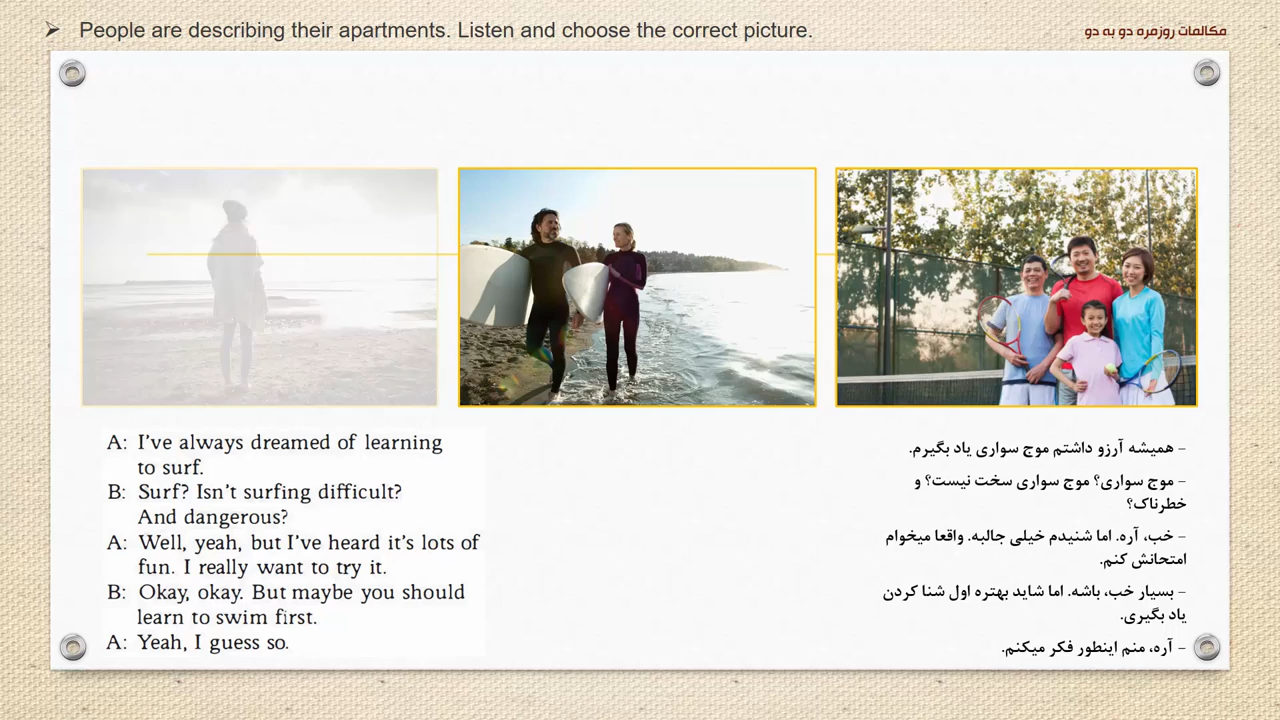 People are describing their apartments. Listen and choose the correct picture.
مکالمات روزمره دو به دو
A: I've always dreamed of learning
to surf.
B: Surf? Isn't surfing difficult?
And dangerous?
A: Well, yeah, but I've heard it's lots of
fun. I really want to try it.
B: Okay, okay. But maybe you should
learn to swim first.
A: Yeah, I guess so.
- همیشه آرزو داشتم موج سواری یاد بگیرم.
- موج سواری؟ موج سواری سخت نیست؟ و
خطرناک؟
- خب، آره. اما شنیدم خیلی جالبه. واقعا میخوام
امتحانش کنم.
- بسیار خب، باشه. اما شاید بهتره اول شنا کردن
یاد بگیری.
- آره، منم اینطور فکر میکنم.